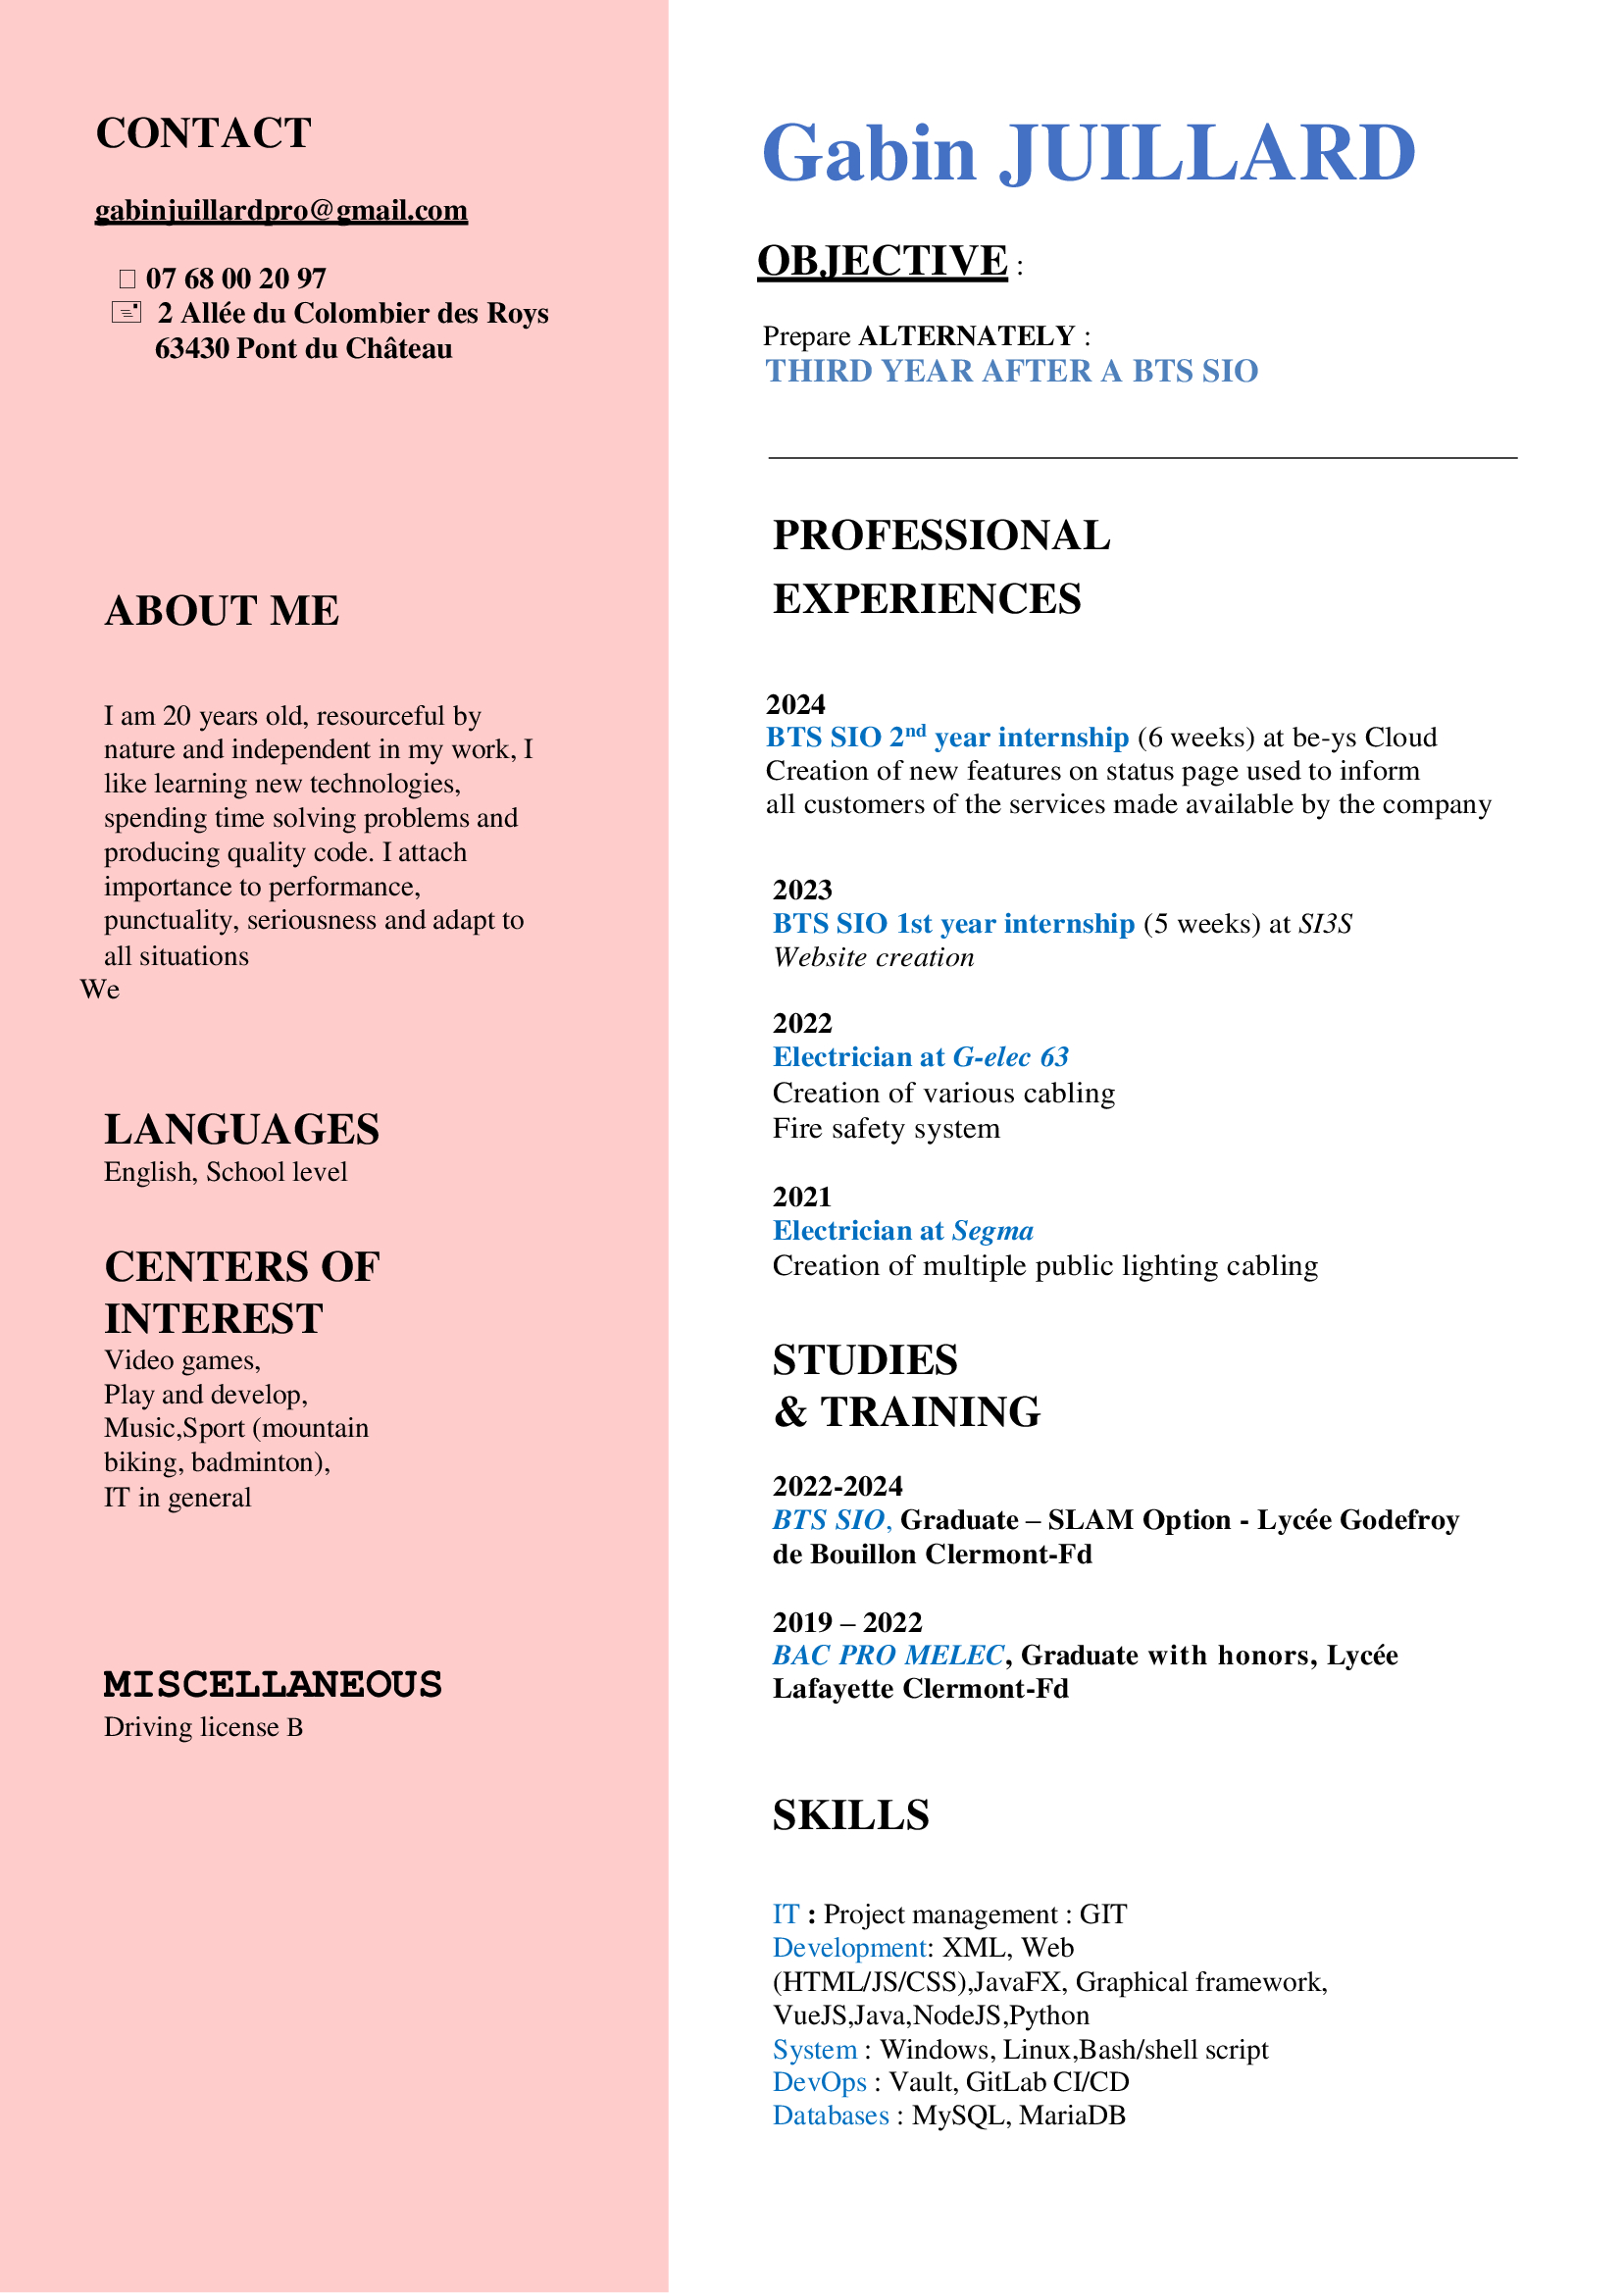 CONTACT
gabinjuillardpro@gmail.com
07 68 00 20 97
2 Allée du Colombier des Roys
63430 Pont du Château
ABOUT ME
I am 20 years old, resourceful by
nature and independent in my work, I
like learning new technologies,
spending time solving problems and
producing quality code. I attach
importance to performance,
punctuality, seriousness and adapt to
all situations
We
LANGUAGES
English, School level
CENTERS OF
INTEREST
Video games,
Play and develop,
Music,Sport (mountain
biking, badminton),
IT in general
MISCELLANEOUS
Driving license B
Gabin JUILLARD
OBJECTIVE :
Prepare ALTERNATELY :
THIRD YEAR AFTER A BTS SIO
PROFESSIONAL
EXPERIENCES
2024
BTS SIO 2nd year internship (6 weeks) at be-ys Cloud
Creation of new features on status page used to inform
all customers of the services made available by the company
2023
BTS SIO 1st year internship (5 weeks) at SI3S
Website creation
2022
Electrician at G-elec 63
Creation of various cabling
Fire safety system
2021
Electrician at Segma
Creation of multiple public lighting cabling
STUDIES
& TRAINING
2022-2024
BTS SIO, Graduate – SLAM Option - Lycée Godefroy
de Bouillon Clermont-Fd
2019 – 2022
BAC PRO MELEC, Graduate with honors, Lycée
Lafayette Clermont-Fd
SKILLS
IT : Project management : GIT
Development: XML, Web
(HTML/JS/CSS),JavaFX, Graphical framework,
VueJS,Java,NodeJS,Python
System : Windows, Linux,Bash/shell script
DevOps : Vault, GitLab CI/CD
Databases : MySQL, MariaDB